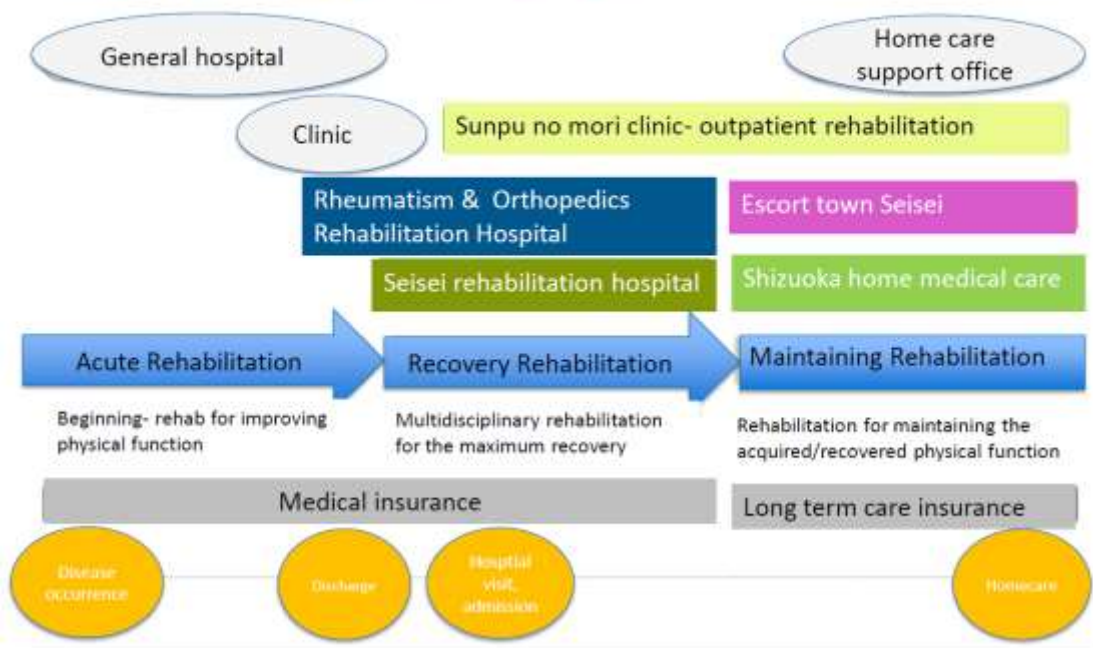 General hospital
Home care
support office
Clinic
Sunpu no mori clinic- outpatient rehabilitation
Rheumatism & Orthopedics
Rehabilitation Hospital
Escort town Seisei
Seisei rehabilitation hospital
Shizuoka home medical care
Acute Rehabilitation
Recovery Rehabilitation
Maintaining Rehabilitation
Beginning- rehab for improving
physical function
Multidisciplinary rehabilitation
for the maximum recovery
Rehabilitation for maintaining the
acquired/recovered physical function
Medical insurance
Long term care insurance
Disease
occurrence
Discharge
Hosptial
visit,
admission
Homecare